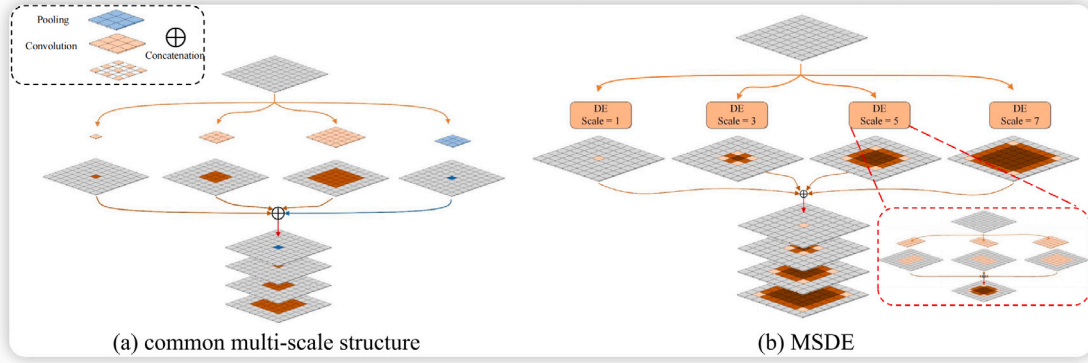 Pooling
Convolution
Concatenation
DE
Scale = 1
DE
Scale = 3
DE
Scale = 5
DE
Scale = 7
(a) common multi-scale structure
(b) MSDE